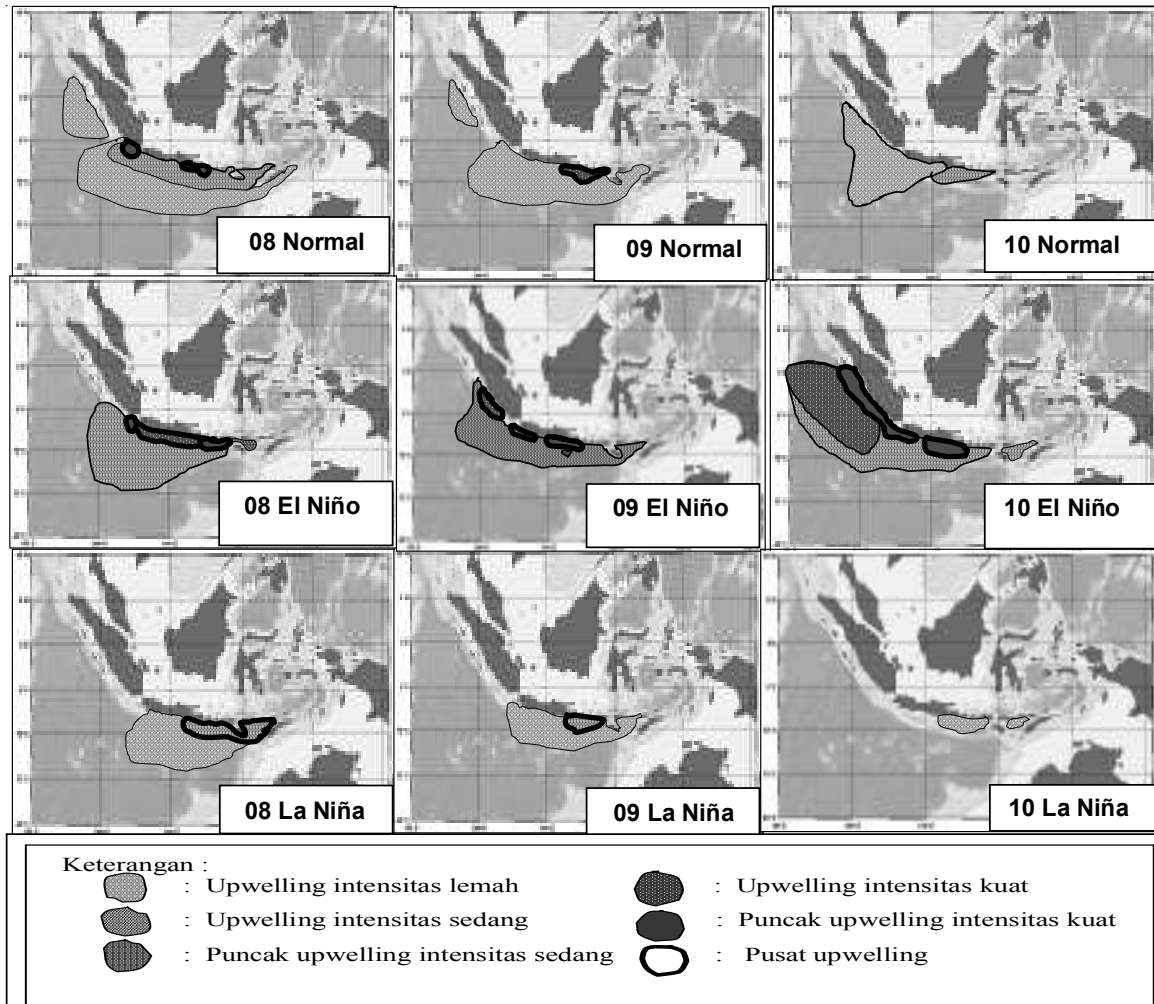 08 Normal
09 Normal
10 Normal
08 El Niño
09 El Niño
10 El Niño
08 La Niña
09 La Niña
10 La Niña
Keterangan :
: Upwelling intensitas lemah
: Upwelling intensitas sedang
: Puncak upwelling intensitas sedang
: Upwelling intensitas kuat
: Puncak upwelling intensitas kuat
: Pusat upwelling